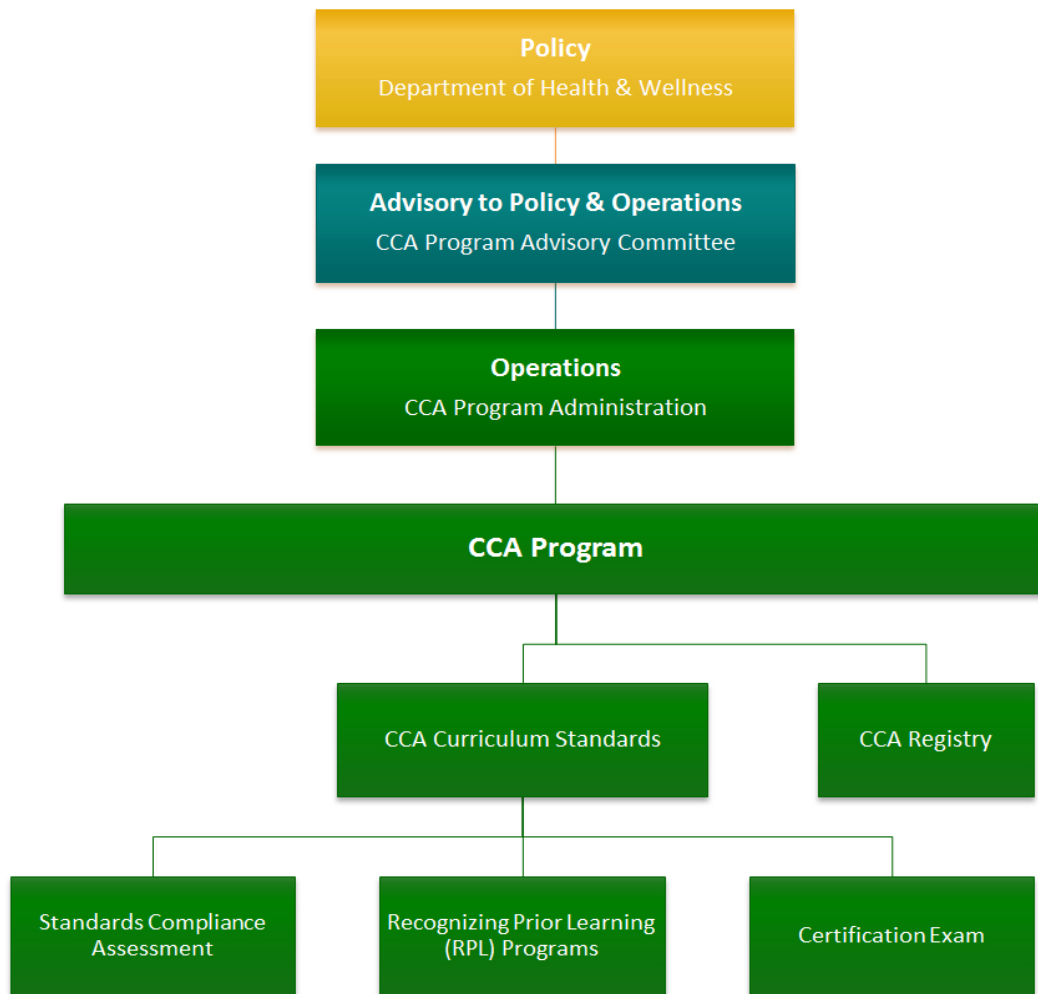 Policy
Department of Health & Wellness
Advisory to Policy & Operations
CCA Program Advisory Committee
Operations
CCA Program Administration
CCA Program
CCA Curriculum Standards
CCA Registry
Standards Compliance
Assessment
Recognizing Prior Learning
(RPL) Programs
Certification Exam